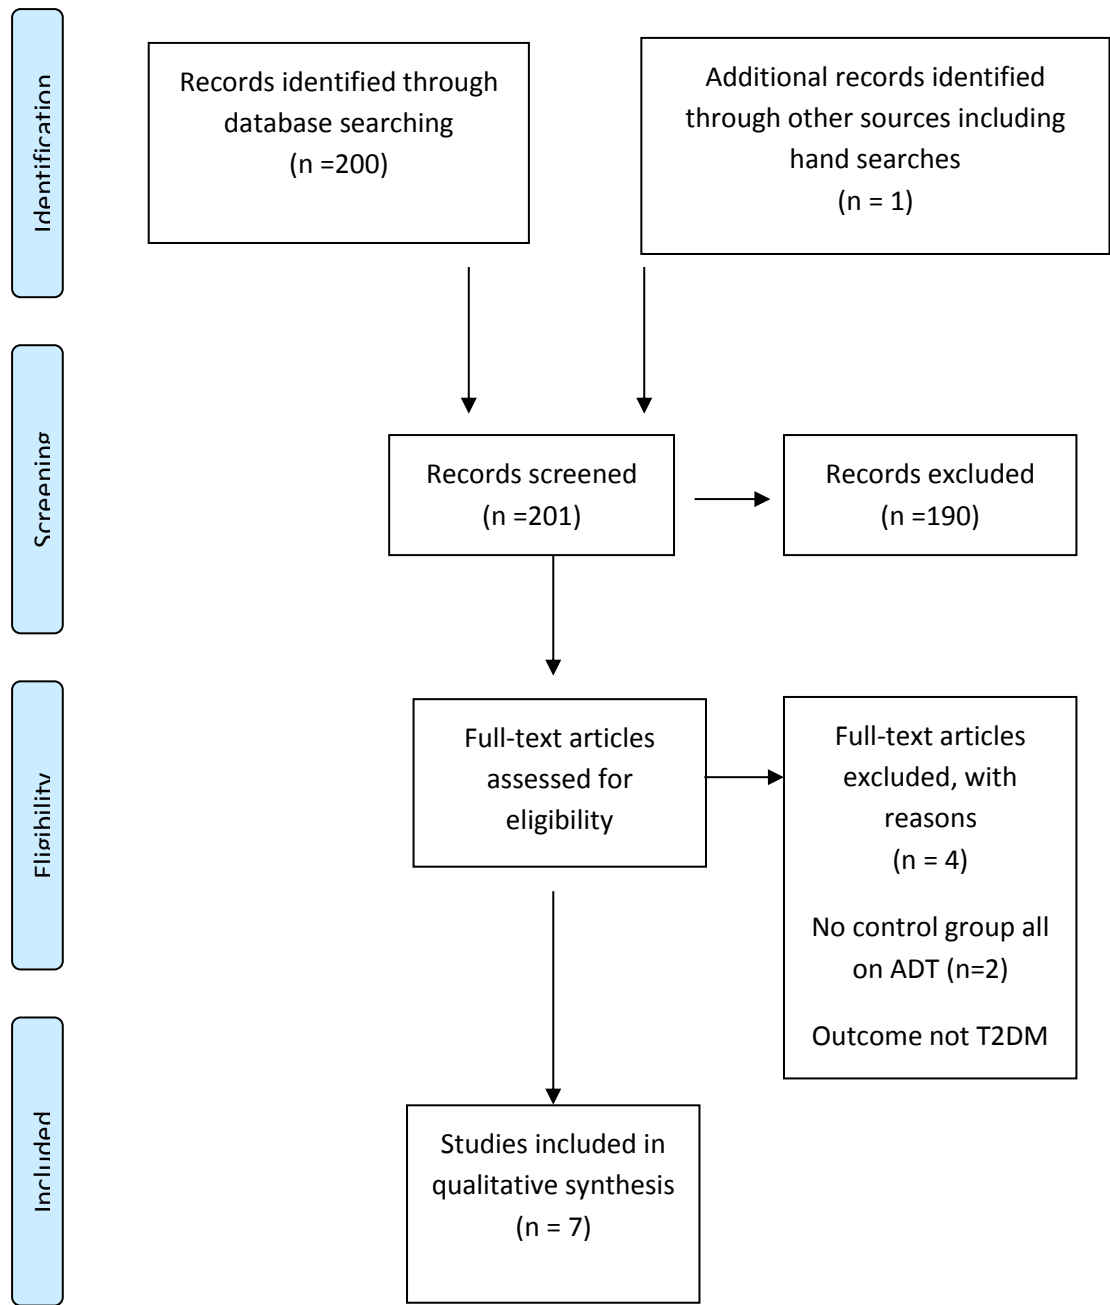 Identification
Records identified through
database searching
(n =200)
Additional records identified
through other sources including
hand searches
(n = 1)
Screening
Records screened
(n =201)
Records excluded
(n =190)
Eligibility
Full-text articles
assessed for
eligibility
Full-text articles
excluded, with
reasons
(n = 4)
No control group all
on ADT (n=2)
Outcome not T2DM
Included
Studies included in
qualitative synthesis
(n = 7)